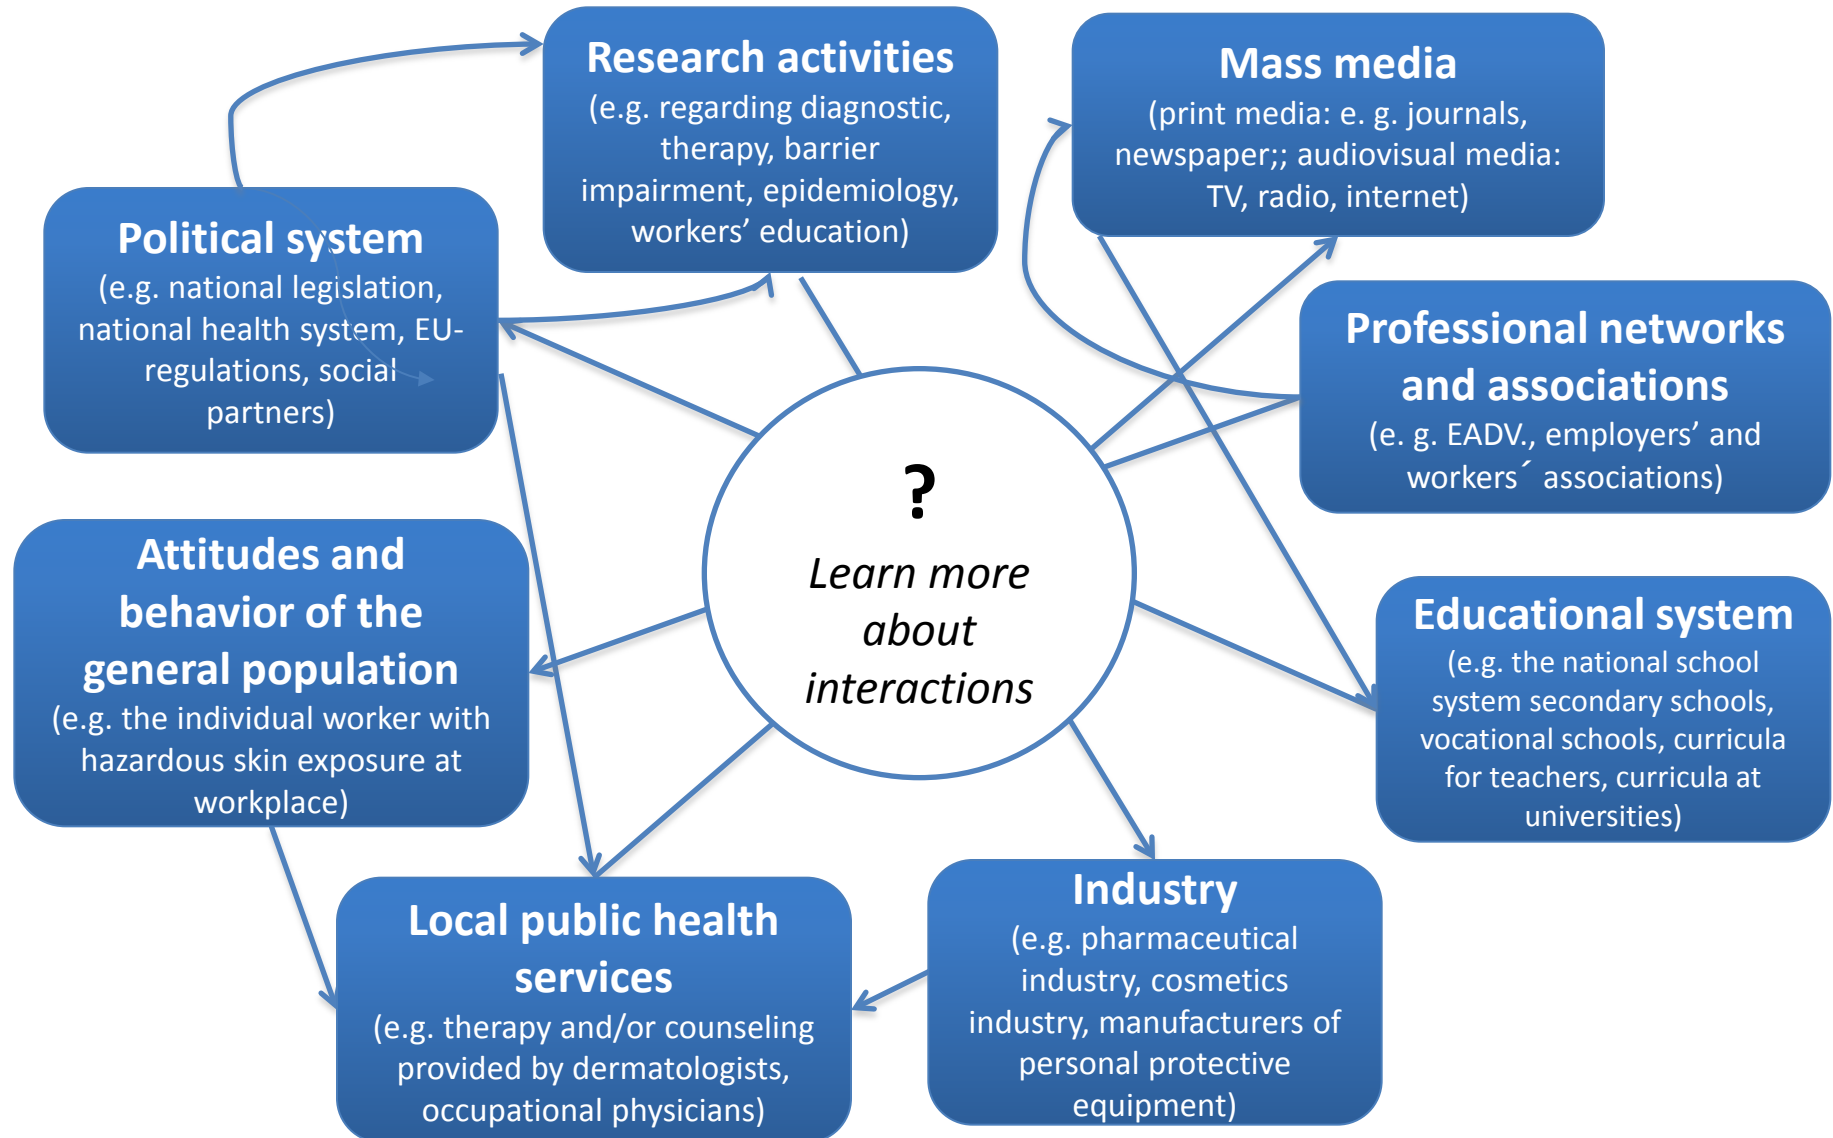 Research activities
(e.g. regarding diagnostic,
therapy, barrier
impairment, epidemiology,
workers’ education)
Mass media
(print media: e. g. journals,
newspaper;; audiovisual media:
TV, radio, internet)
Political system
(e.g. national legislation,
national health system, EU-
regulations, social
partners)
Professional networks
and associations
(e. g. EADV., employers’ and
workers´ associations)
?
Learn more
about
interactions
Attitudes and
behavior of the
general population
(e.g. the individual worker with
hazardous skin exposure at
workplace)
Educational system
(e.g. the national school
system secondary schools,
vocational schools, curricula
for teachers, curricula at
universities)
Local public health
services
(e.g. therapy and/or counseling
provided by dermatologists,
occupational physicians)
Industry
(e.g. pharmaceutical
industry, cosmetics
industry, manufacturers of
personal protective
equipment)